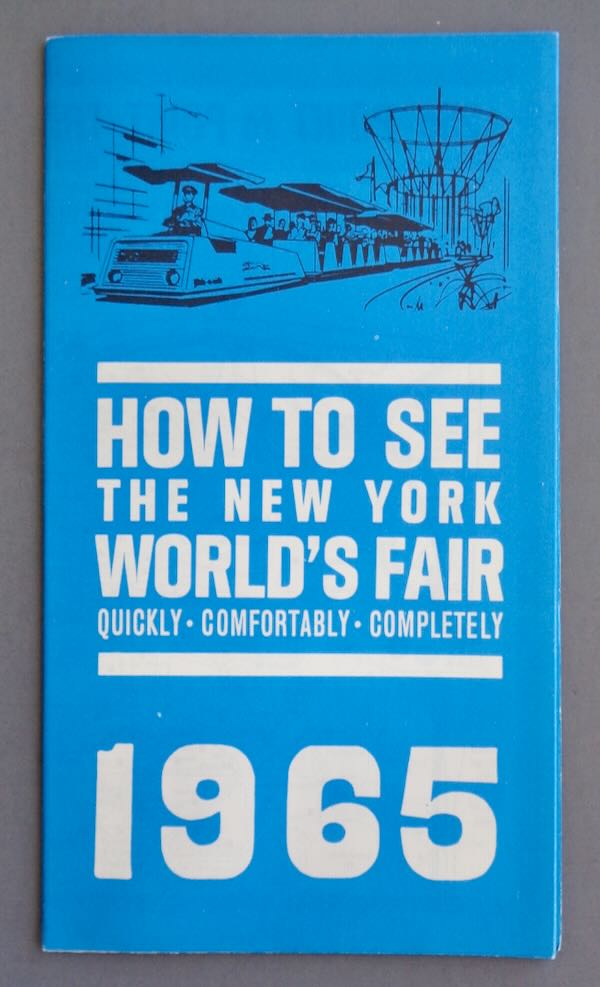 HOW TO SEE
THE NEW YORK
WORLD'S FAIR
QUICKLY • COMFORTABLY • COMPLETELY
1965